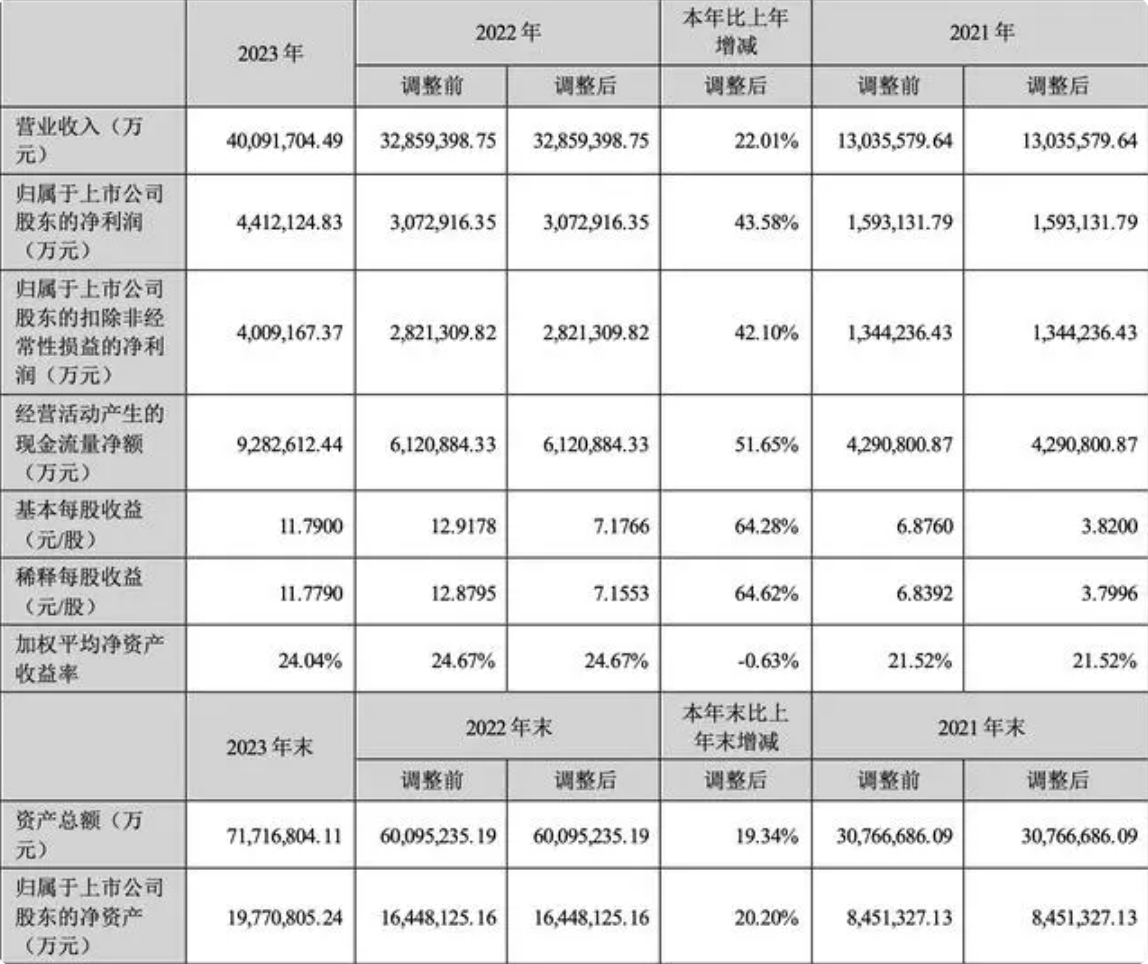 2023 年
2022 年
本年比上年
增减
2021 年
调整前
调整后
调整后
调整前
调整后
营业收入（万
元）
40,091,704.49
32,859,398.75
32,859,398.75
22.01%
13,035,579.64
13,035,579.64
归属于上市公司
股东的净利润
（万元）
4,412,124.83
3,072,916.35
3,072,916.35
43.58%
1,593,131.79
1,593,131.79
归属于上市公司
股东的扣除非经
常性损益的净利
润（万元）
4,009,167.37
2,821,309.82
2,821,309.82
42.10%
1,344,236.43
1,344,236.43
经营活动产生的
现金流量净额
（万元）
9,282,612.44
6,120,884.33
6,120,884.33
51.65%
4,290,800.87
4,290,800.87
基本每股收益
（元/股）
11.7900
12.9178
7.1766
64.28%
6.8760
3.8200
稀释每股收益
（元/股）
11.7790
12.8795
7.1553
64.62%
6.8392
3.7996
加权平均净资产
收益率
24.04%
24.67%
24.67%
-0.63%
21.52%
21.52%
2023 年末
2022 年末
本年末比上
年末增减
2021 年末
调整前
调整后
调整后
调整前
调整后
资产总额（万
元）
71,716,804.11
60,095,235.19
60,095,235.19
19.34%
30,766,686.09
30,766,686.09
归属于上市公司
股东的净资产
（万元）
19,770,805.24
16,448,125.16
16,448,125.16
20.20%
8,451,327.13
8,451,327.13